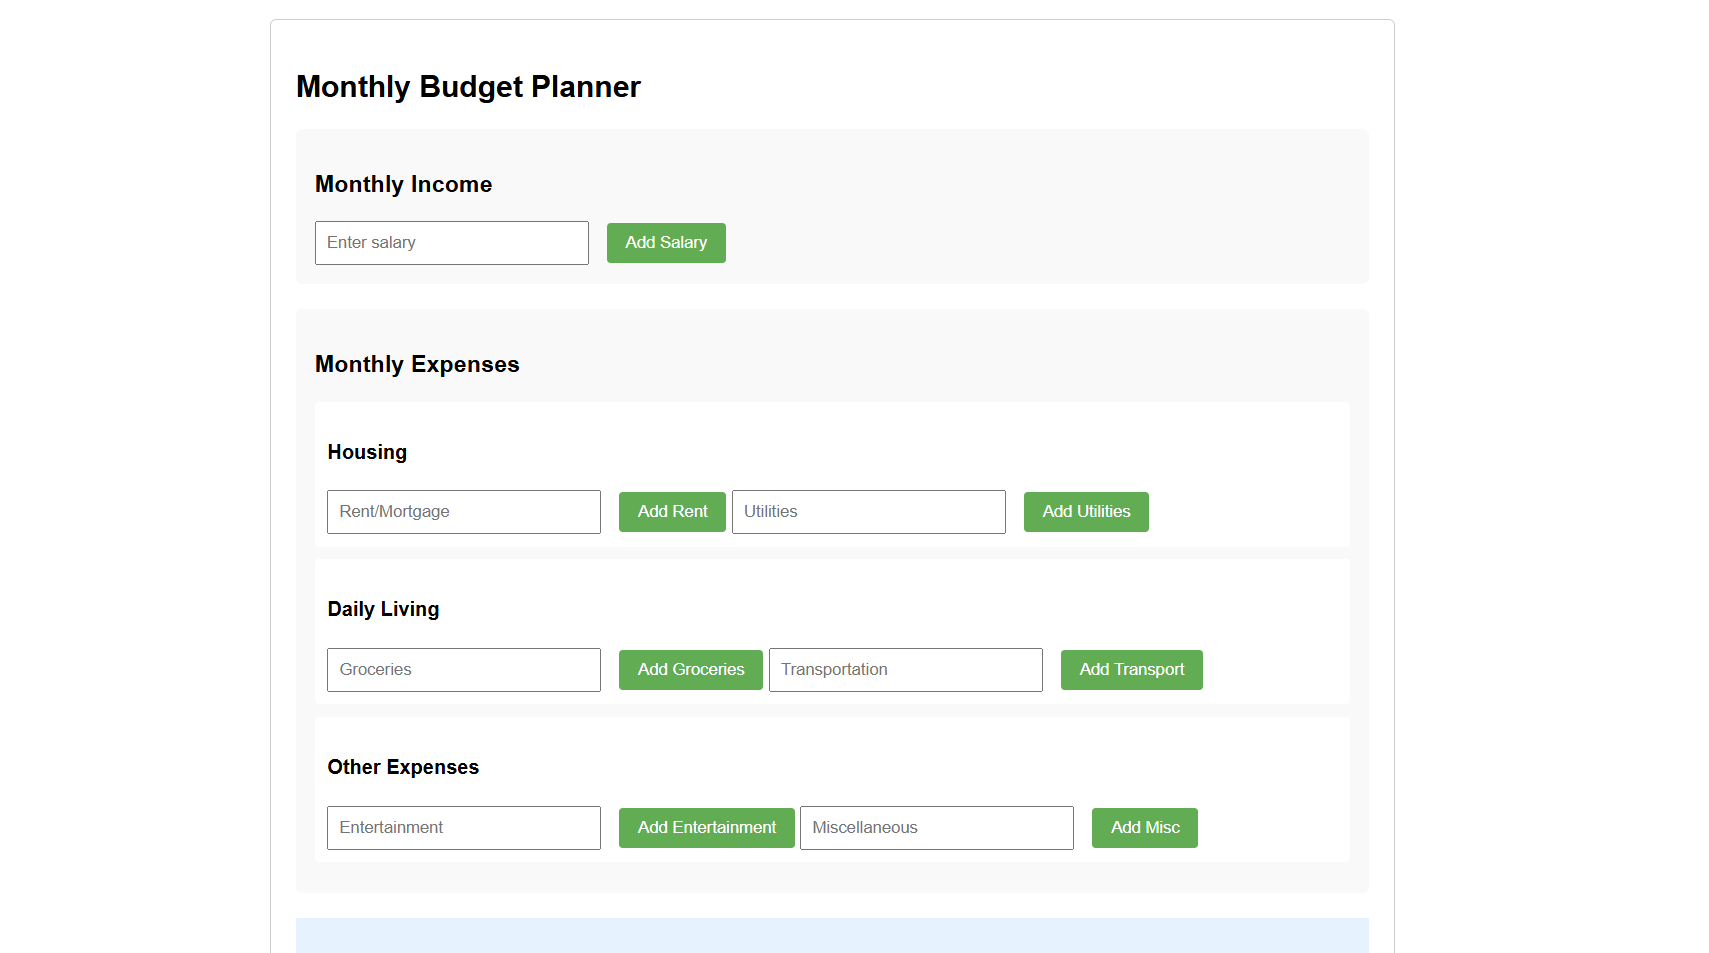 Monthly Budget Planner
Monthly Income
Enter salary Add Salary
Monthly Expenses
Housing
Rent/Mortgage Add Rent Utilities Add Utilities
Daily Living
Groceries Add Groceries Transportation Add Transport
Other Expenses
Entertainment Add Entertainment Miscellaneous Add Misc